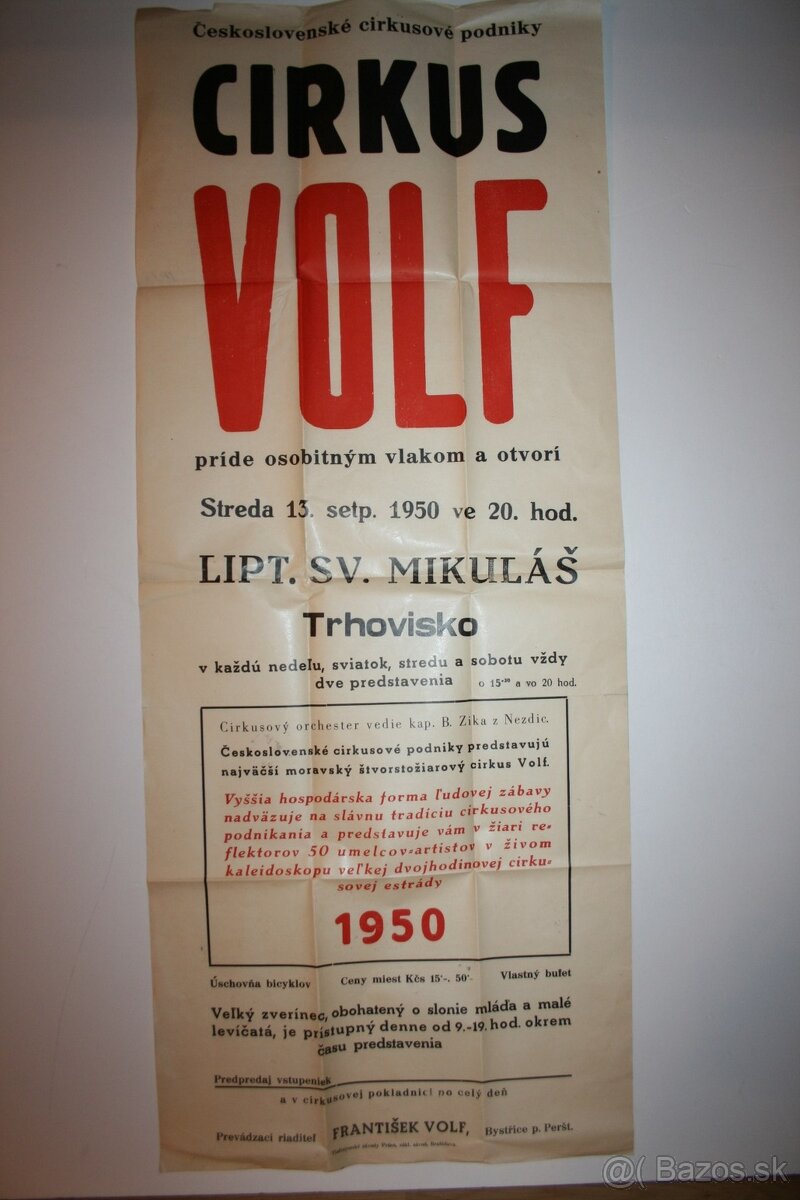 Československé cirkusové podniky
CIRKUS
VOLF
príde osobitným vlakom a otvorí
Streda 13. setp. 1950 ve 20. hod.
LIPT. SV. MIKULÁŠ
Trhovisko
v každú nedeľu, sviatok, stredu a sobotu vždy
dve predstavenia o 15·³⁰ a vo 20 hod.
Cirkusový orchester vedie kap. B. Zika z Nezdic.
Československé cirkusové podniky predstavujú
najväčší moravský štvorstožiarový cirkus Volf.
Vyššia hospodárska forma ľudovej zábavy
nadväzuje na slávnu tradíciu cirkusového
podnikania a predstavuje vám v žiari re-
flektorov 50 umelcov-artistov v živom
kaleidoskopu veľkej dvojhodinovej cirku-
sovej estrády
1950
Úschovňa bicyklov Ceny miest Kčs 15'-. 50'- Vlastný bufet
Veľký zverinec, obohatený o slonie mláďa a malé
levíčatá, je prístupný denne od 9.-19. hod. okrem
času predstavenia
Predpredaj vstupeniek
a v cirkusovej pokladnici po celý deň
Prevádzací riaditeľ FRANTIŠEK VOLF, Bystřice p. Peršt.
@( Bazos.sk